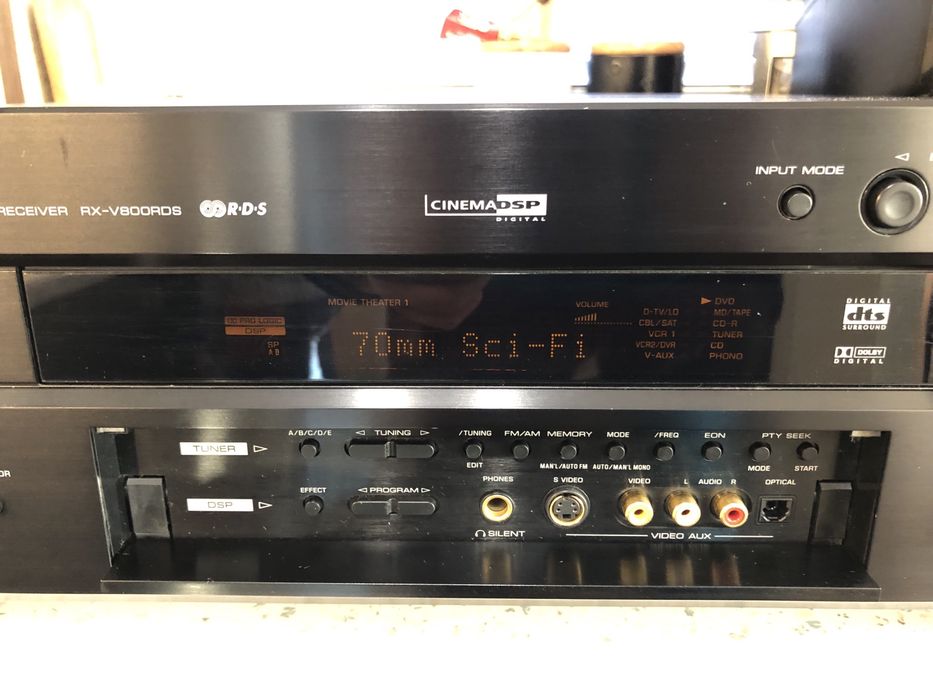 INPUT MODE
RECEIVER RX-V800RDS R·D·S
CINEMA DSP
DIGITAL
MOVIE THEATER 1
PRO LOGIC
DSP
SP
A B
70mm Sci-Fi
VOLUME
D-TV/LD
CBL/SAT
VCR 1
VCR2/DVR
V-AUX
DVD
MD/TAPE
CD-R
TUNER
CD
PHONO
DIGITAL
dts
SURROUND
DOLBY
DIGITAL
TUNER
A/B/C/D/E
TUNING
/TUNING
EDIT
FM/AM
MEMORY
MAN'L/AUTO FM
MODE
AUTO/MAN'L MONO
/FREQ
EON
PTY SEEK
MODE
START
DSP
EFFECT
PROGRAM
PHONES
SILENT
S VIDEO
VIDEO
L AUDIO R
OPTICAL
VIDEO AUX